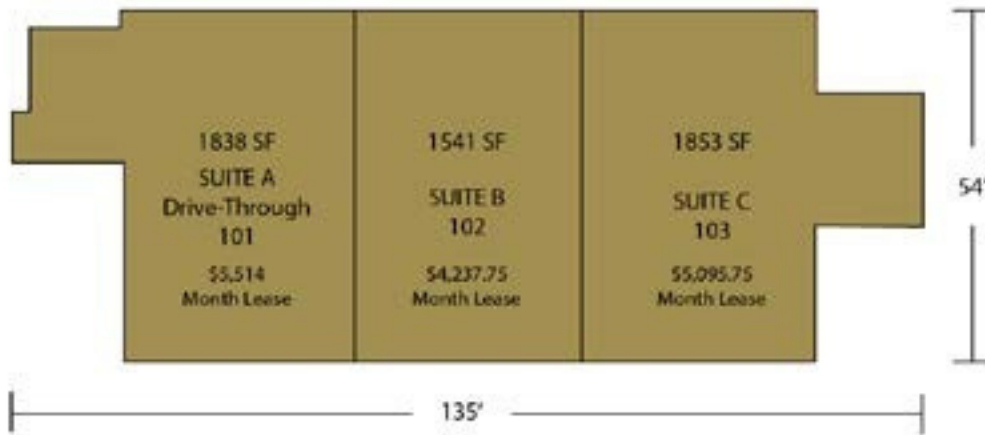 1838 SF
SUITE A
Drive-Through
101
$5,514
Month Lease
1541 SF
SUITE B
102
$4,237.75
Month Lease
1853 SF
SUITE C
103
$5,095.75
Month Lease
54'
135'